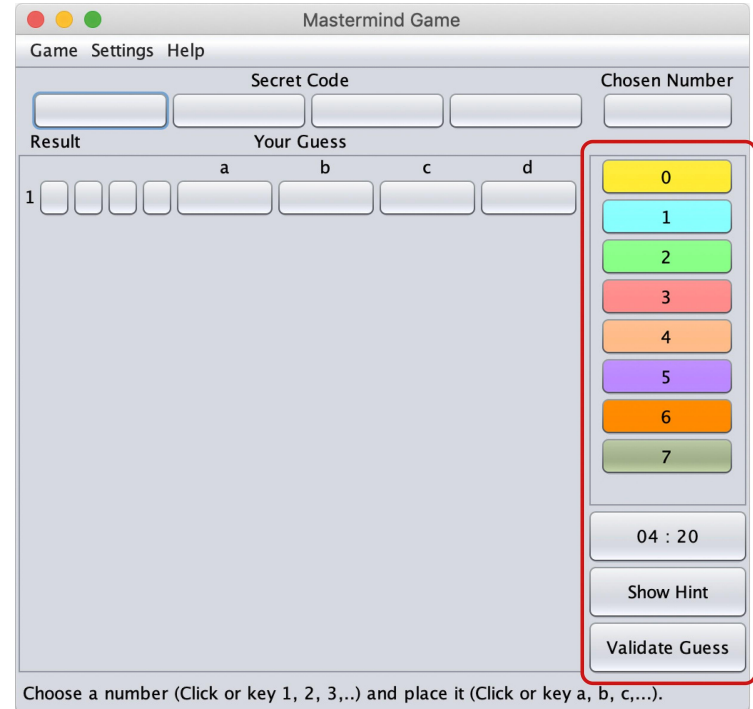 Mastermind Game
Game Settings Help
Secret Code Chosen Number
Result Your Guess
a b c d
1
0
1
2
3
4
5
6
7
04 : 20
Show Hint
Validate Guess
Choose a number (Click or key 1, 2, 3,..) and place it (Click or key a, b, c,...).